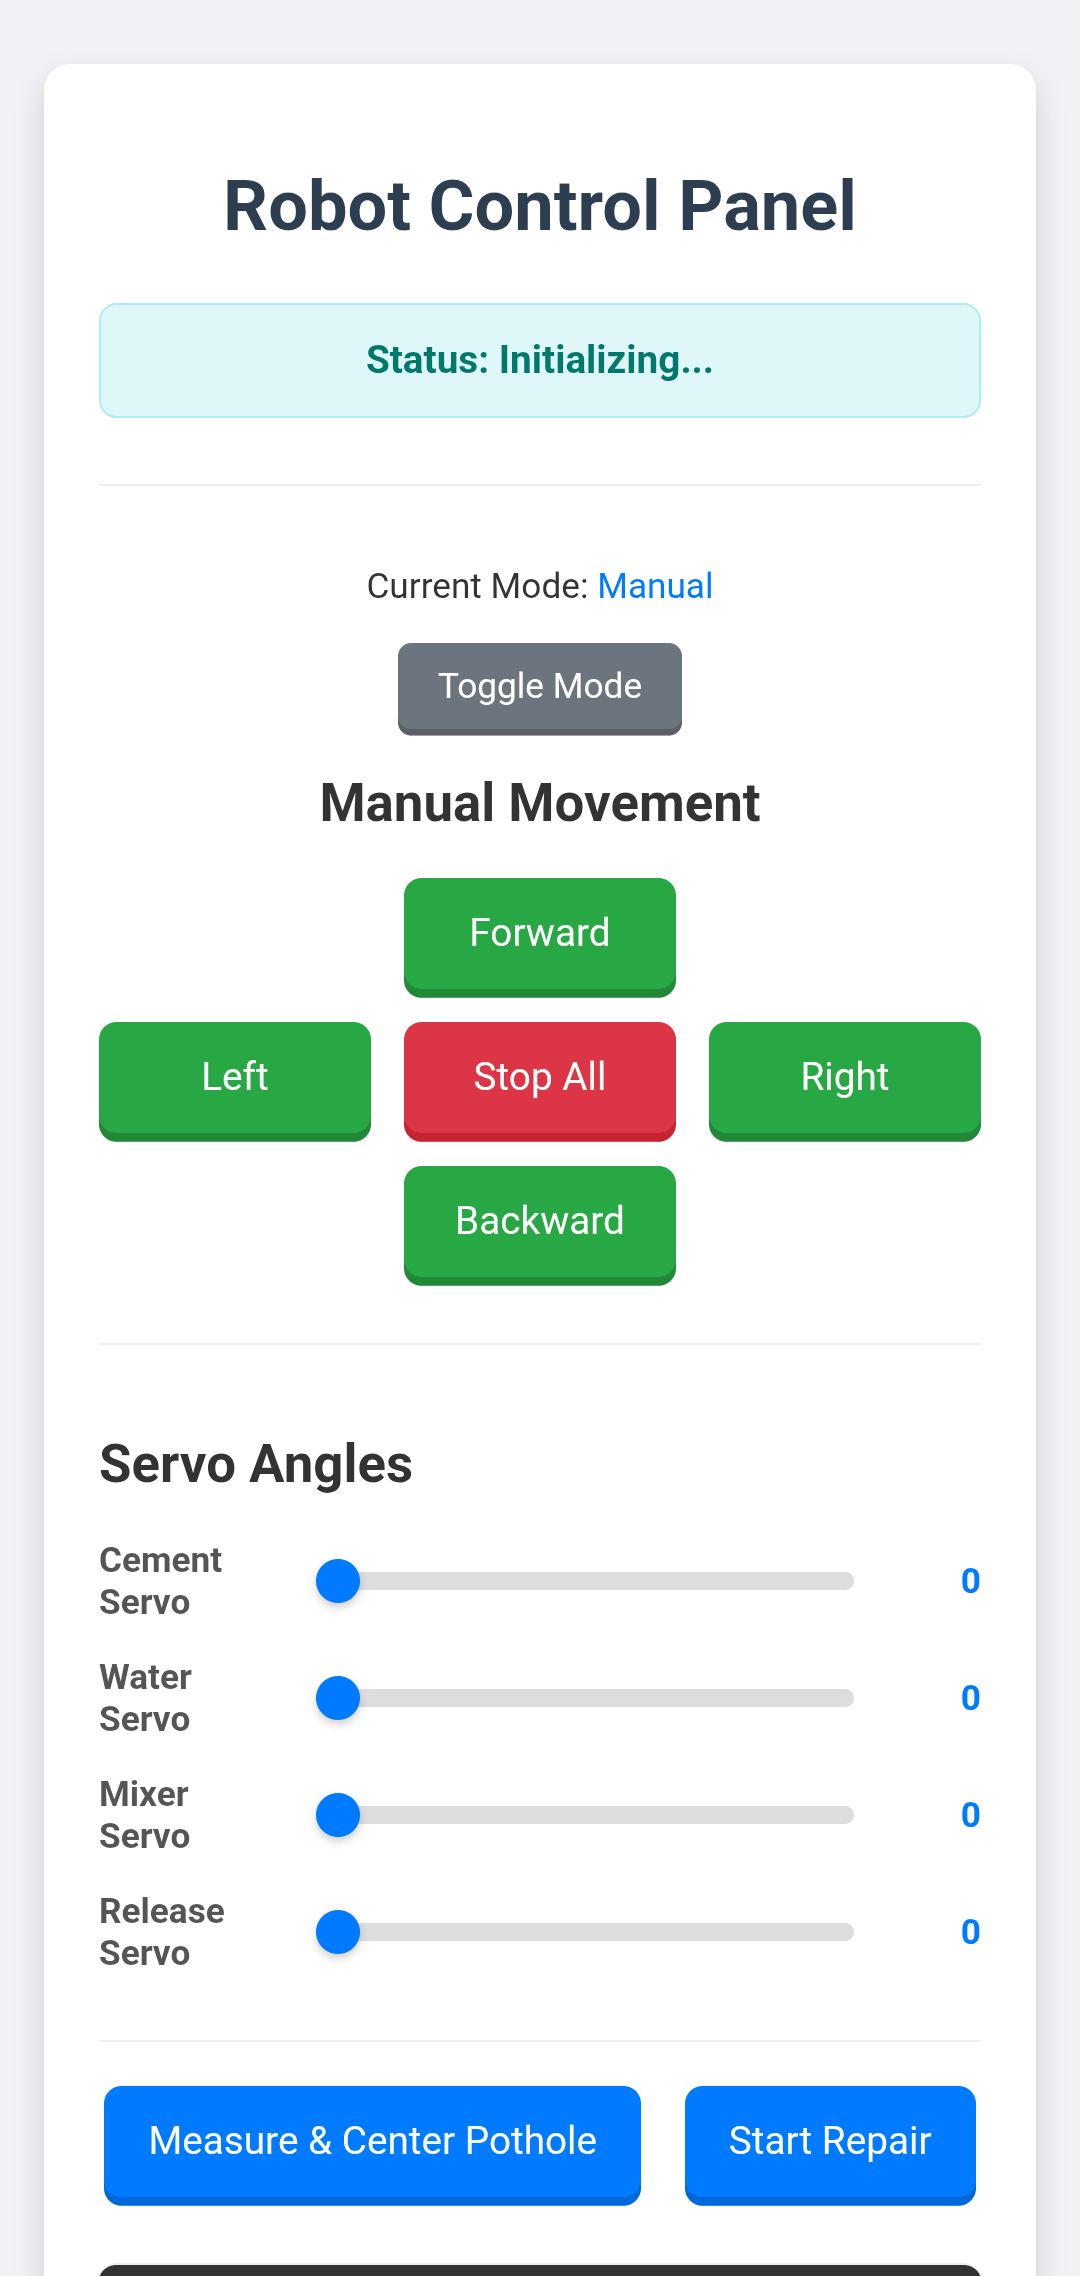 Robot Control Panel
Status: Initializing...
Current Mode: Manual
Toggle Mode
Manual Movement
Forward
Left
Stop All
Right
Backward
Servo Angles
Cement
Servo
0
Water
Servo
0
Mixer
Servo
0
Release
Servo
0
Measure & Center Pothole
Start Repair